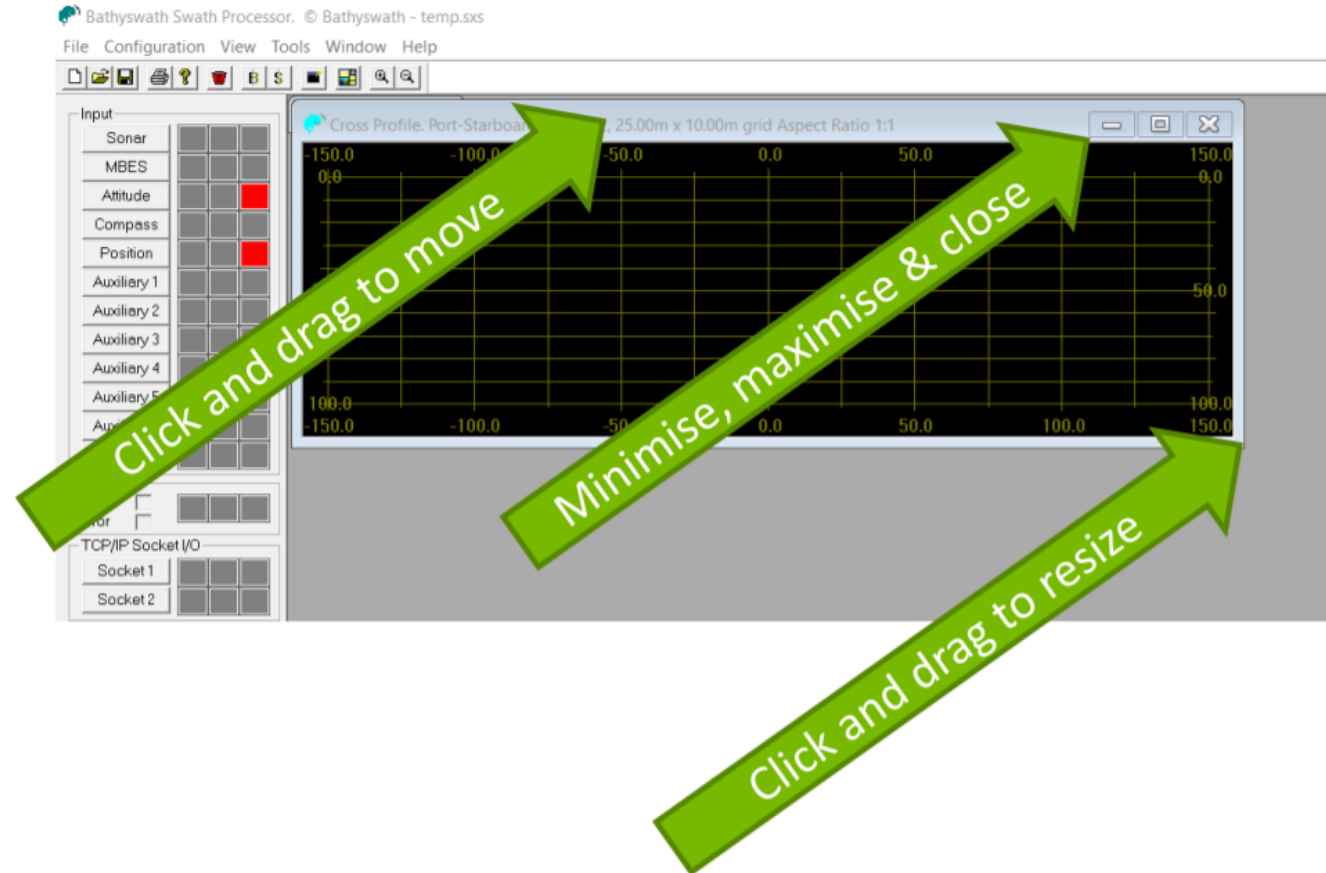 Bathyswath Swath Processor. © Bathyswath - temp.sxs
File Configuration View Tools Window Help
B S
Input
Cross Profile. Port-Starboar 25.00m x 10.00m grid Aspect Ratio 1:1
Sonar
MBES
Attitude
Compass
Position
Auxiliary 1
Auxiliary 2
Auxiliary 3
Auxiliary 4
Auxiliary 5
-150.0 -100.0 -50.0 0.0 50.0 150.0
0.0 0.0
50.0
100.0 100.0
-150.0 -100.0 -50 0.0 50.0 100.0 150.0
Click and drag to move
Minimise, maximise & close
Click and drag to resize
TCP/IP Socket I/O
Socket 1
Socket 2